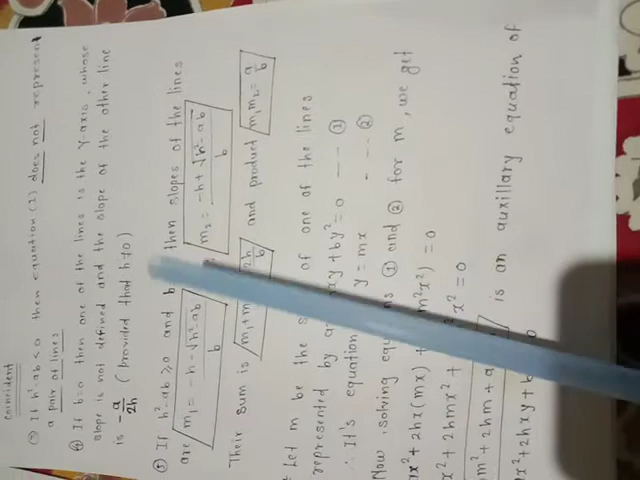 coincident
③ If h²-ab < 0 then equation (1) does not represent
a pair of lines
④ If b=0 then one of the lines is the Y-axis, whose
slope is not defined and the slope of the other line
is -a/2h (provided that h≠0)
⑤ If h²-ab ≥ 0 and then slopes of the lines
are m₁ = -h-√h²-ab/b m₂ = -h+√h²-ab/b
Their sum is m₁+ 2h/b and product m₁m₂ = a/b
Let m be the of one of the lines
represented by xy + by² = 0 --- ①
∴ It's equation y = mx --- ②
Now, solving ① and ② for m, we get
x² + 2hx(mx) + m²x²) = 0
x² + 2hmx² + x² = 0
m² + 2hm + a is an auxillary equation of
x² + 2hxy + b 0